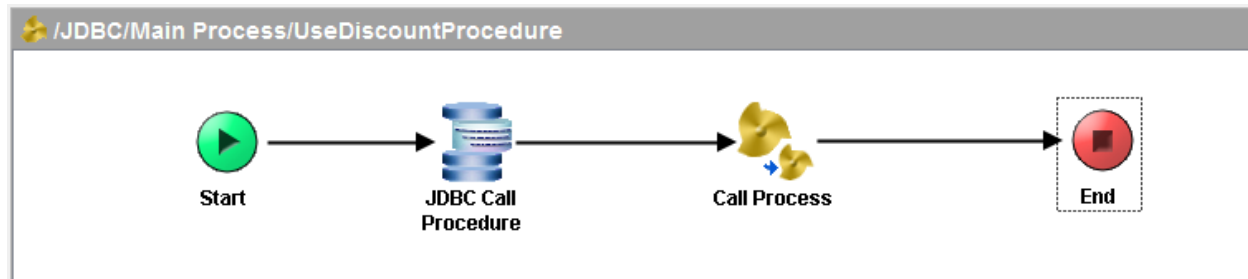 /JDBC/Main Process/UseDiscountProcedure
Start
JDBC Call
Procedure
Call Process
End